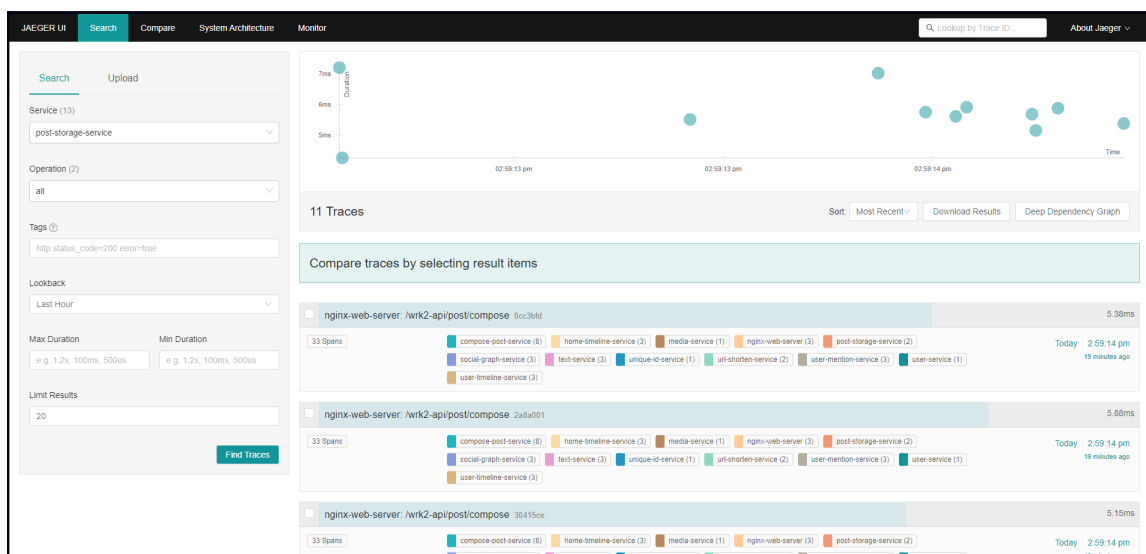 JAEGER UI Search Compare System Architecture Monitor Lookup by Trace ID... About Jaeger
Search Upload
Service (13)
post-storage-service
Operation (2)
all
Tags
http.status_code=200 error=true
Lookback
Last Hour
Max Duration Min Duration
e.g. 1.2s, 100ms, 500us e.g. 1.2s, 100ms, 500us
Limit Results
20
Find Traces
Duration
7ms
6ms
5ms
Time
02:59:13 pm 02:59:13 pm 02:59:14 pm
11 Traces Sort: Most Recent Download Results Deep Dependency Graph
Compare traces by selecting result items
nginx-web-server: /wrk2-api/post/compose 0cc3bfd 5.38ms
33 Spans compose-post-service (8) home-timeline-service (3) media-service (1) nginx-web-server (3) post-storage-service (2) Today 2:59:14 pm
social-graph-service (3) text-service (3) unique-id-service (1) url-shorten-service (2) user-mention-service (3) user-service (1) 19 minutes ago
user-timeline-service (3)
nginx-web-server: /wrk2-api/post/compose 2a8a001 5.88ms
33 Spans compose-post-service (8) home-timeline-service (3) media-service (1) nginx-web-server (3) post-storage-service (2) Today 2:59:14 pm
social-graph-service (3) text-service (3) unique-id-service (1) url-shorten-service (2) user-mention-service (3) user-service (1) 19 minutes ago
user-timeline-service (3)
nginx-web-server: /wrk2-api/post/compose 30415ce 5.15ms
33 Spans compose-post-service (8) home-timeline-service (3) media-service (1) nginx-web-server (3) post-storage-service (2) Today 2:59:14 pm